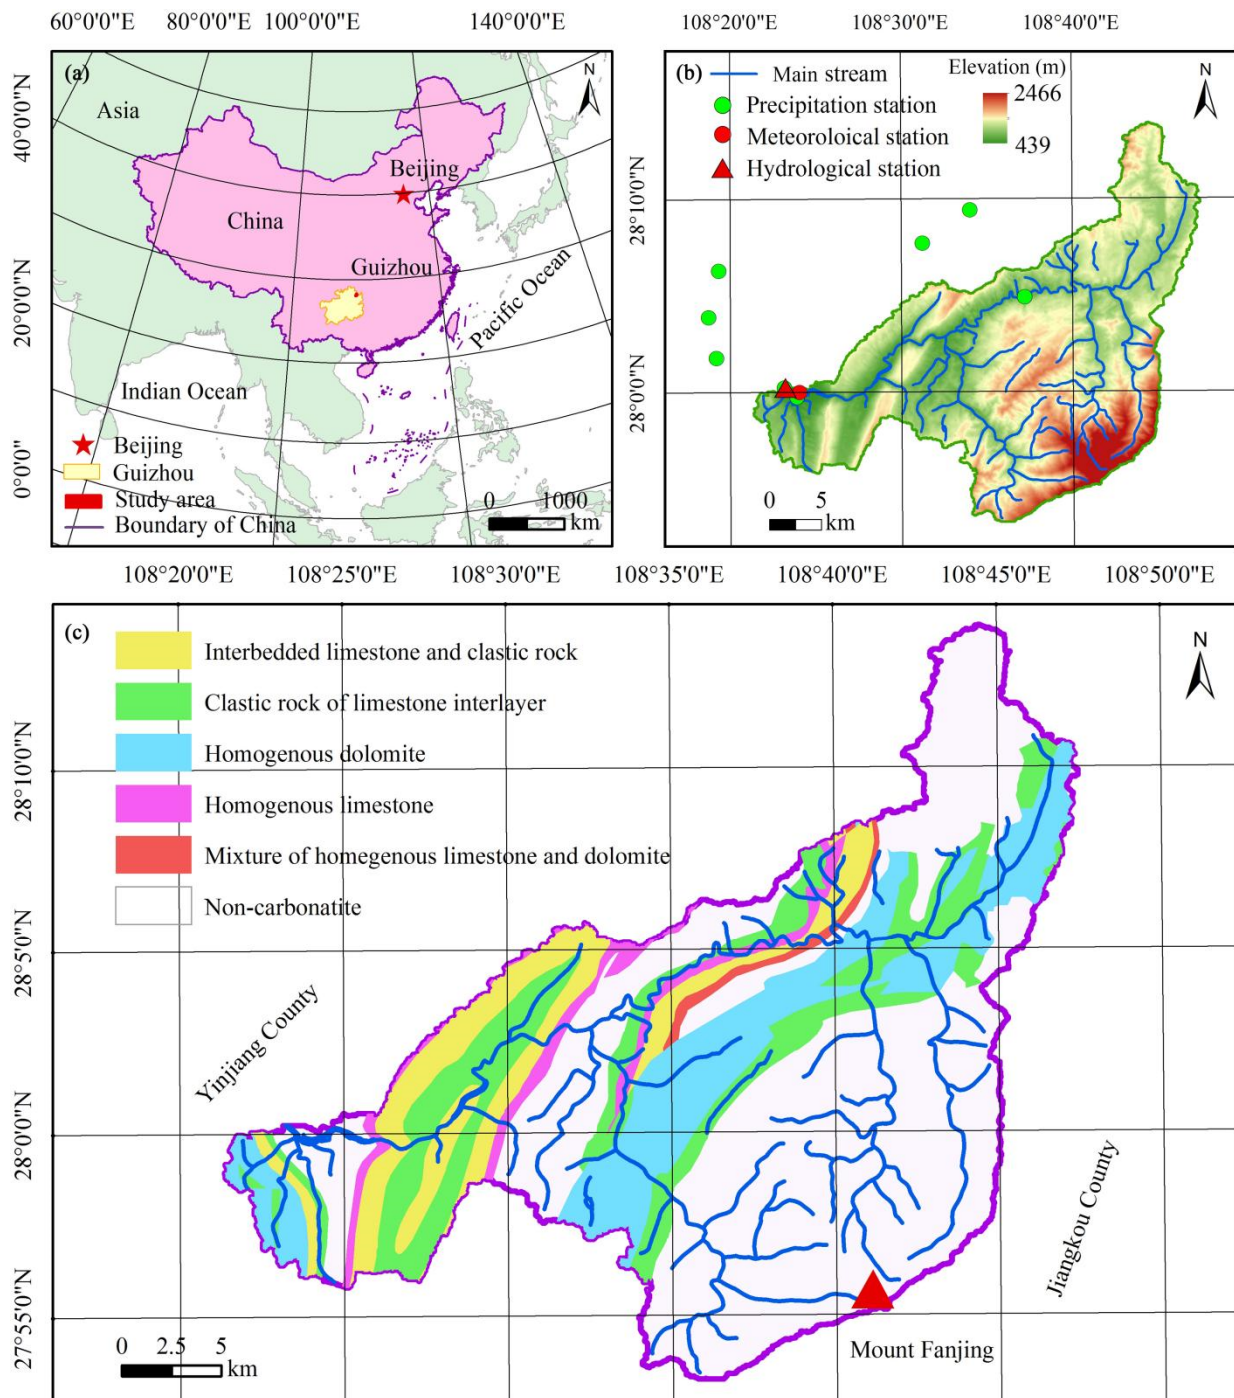 60°0'0"E 80°0'0"E 100°0'0"E 140°0'0"E
108°20'0"E 108°30'0"E 108°40'0"E
(a)
N
40°0'0"N
20°0'0"N
0°0'0"
Asia
Beijing
China
Guizhou
Pacific Ocean
Indian Ocean
Beijing
Guizhou
Study area
Boundary of China
0 1000
km
(b)
Main stream
Precipitation station
Meteoroloical station
Hydrological station
Elevation (m)
2466
439
N
28°10'0"N
28°0'0"N
0 5
km
108°20'0"E 108°25'0"E 108°30'0"E 108°35'0"E 108°40'0"E 108°45'0"E 108°50'0"E
(c)
N
Interbedded limestone and clastic rock
Clastic rock of limestone interlayer
Homogenous dolomite
Homogenous limestone
Mixture of homegenous limestone and dolomite
Non-carbonatite
28°10'0"N
28°5'0"N
28°0'0"N
27°55'0"N
Yinjiang County
Jiangkou County
Mount Fanjing
0 2.5 5
km